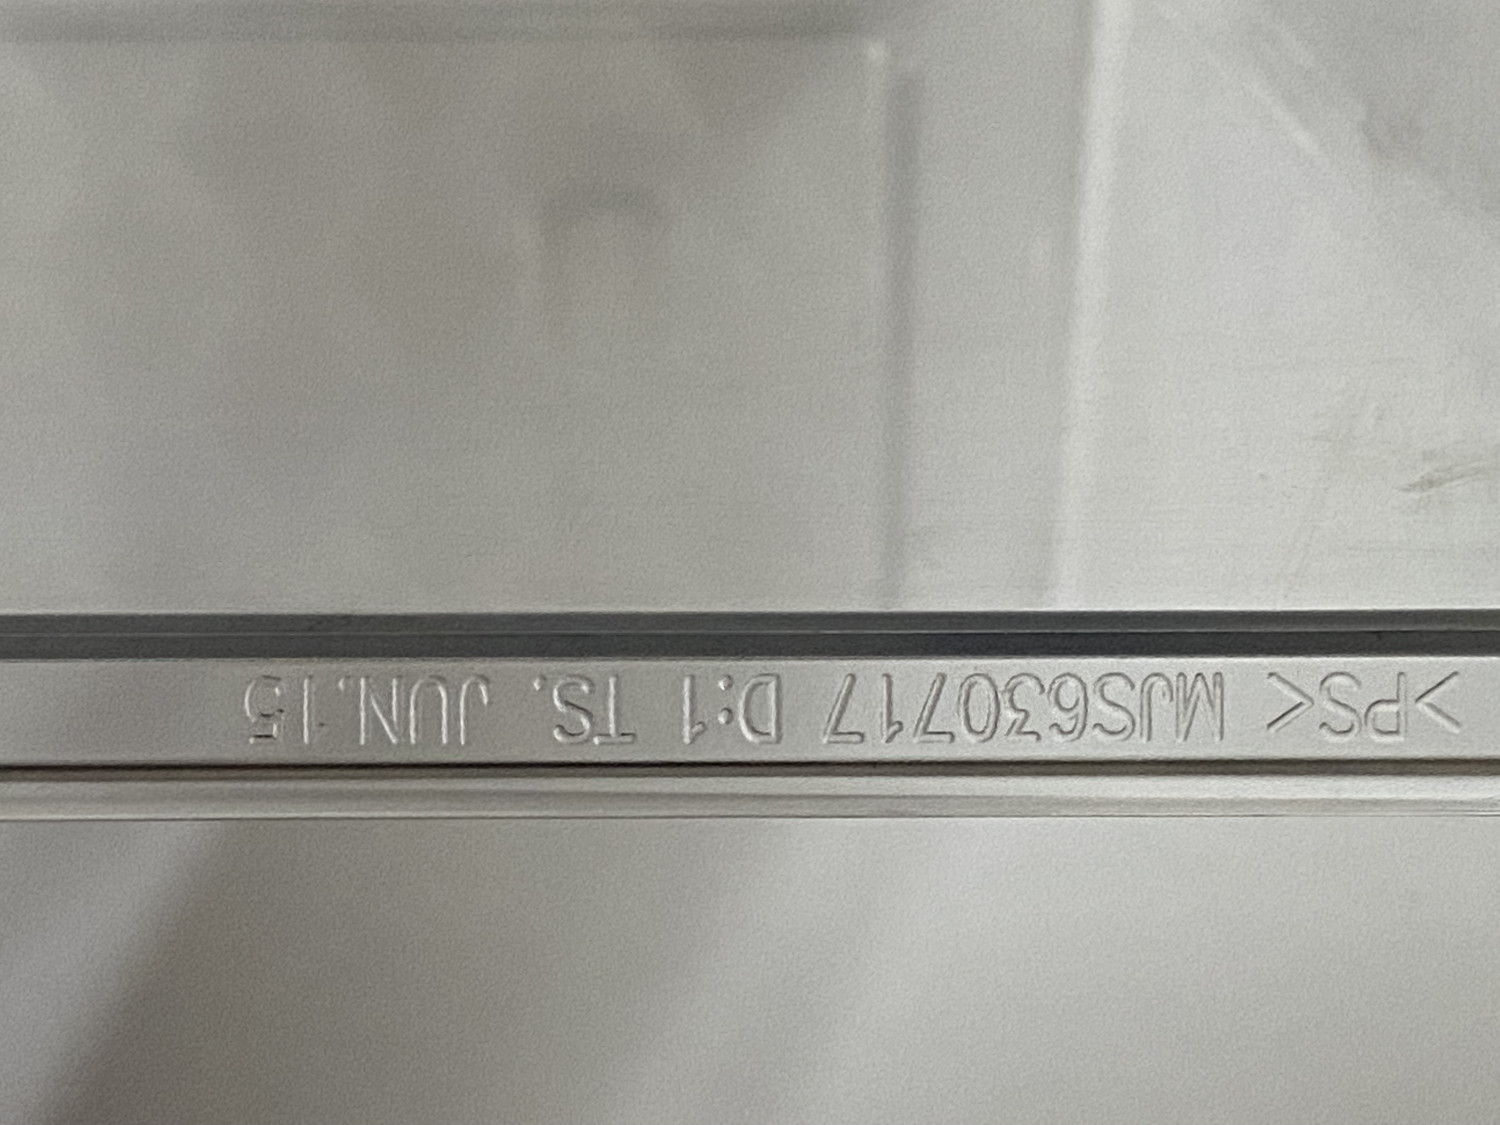 >PS< MJS630717 D:1 TS. JUN.15